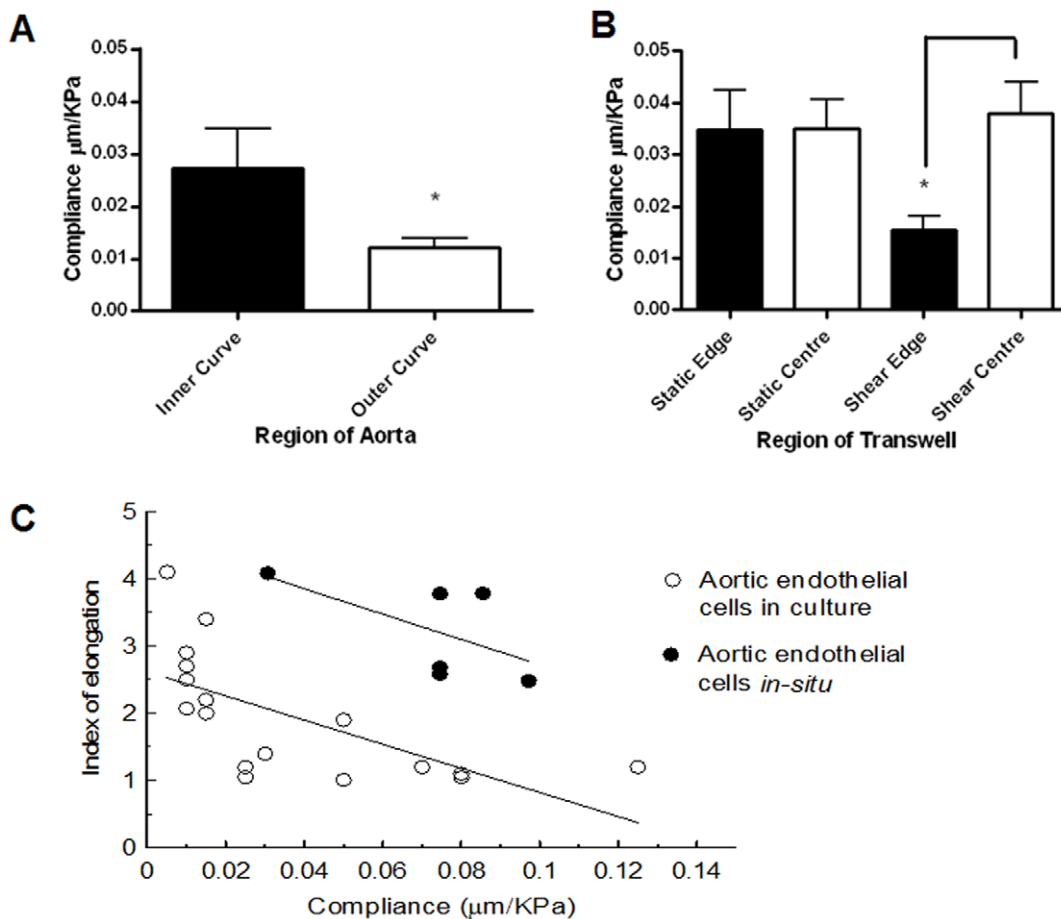 A
Compliance µm/KPa
0.05
0.04
0.03
0.02
0.01
0.00
*
Inner Curve
Outer Curve
Region of Aorta
B
Compliance µm/KPa
0.05
0.04
0.03
0.02
0.01
0.00
*
Static Edge
Static Centre
Shear Edge
Shear Centre
Region of Transwell
C
Index of elongation
5
4
3
2
1
0
0 0.02 0.04 0.06 0.08 0.1 0.12 0.14
Compliance (µm/KPa)
Aortic endothelial
cells in culture
Aortic endothelial
cells in-situ